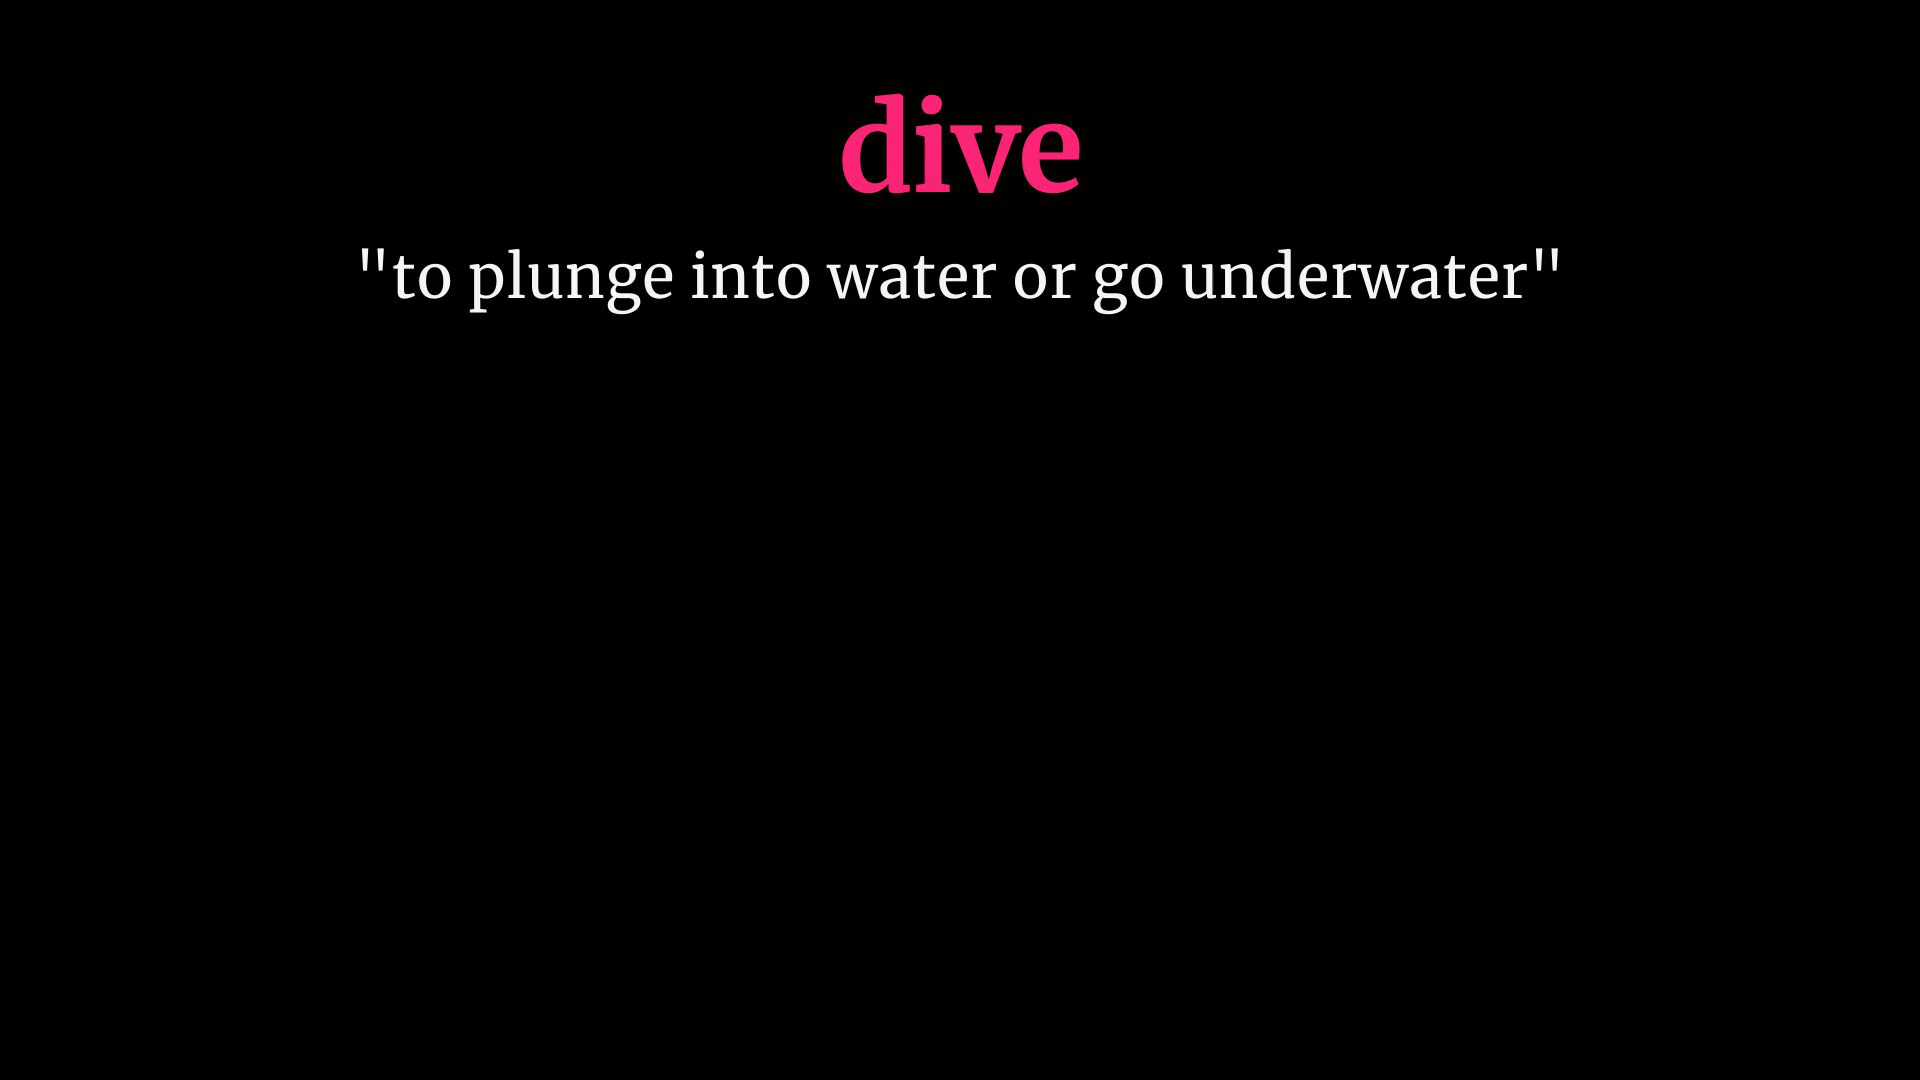 dive
"to plunge into water or go underwater"